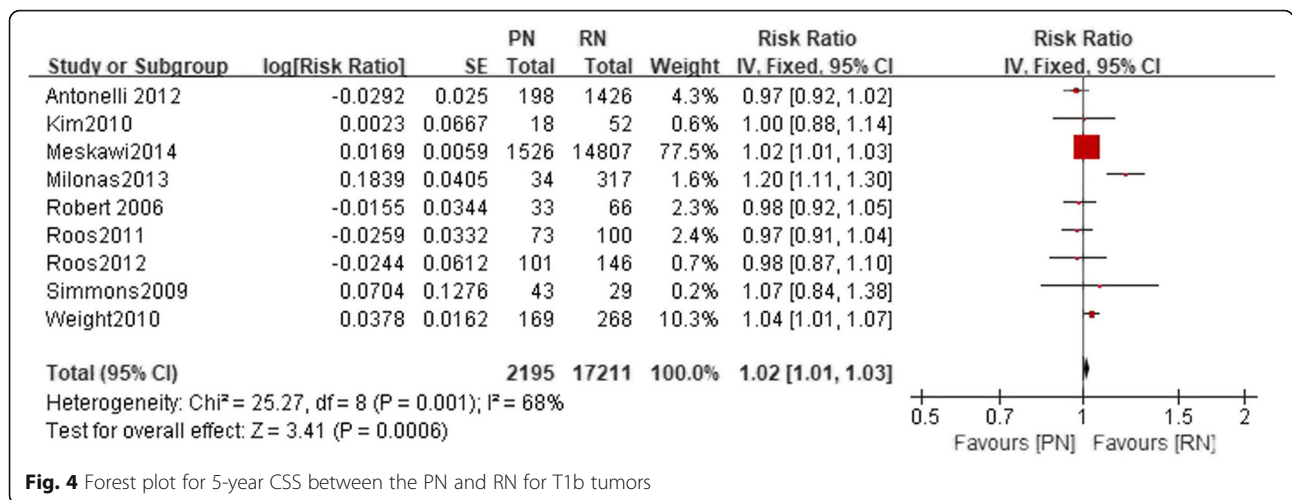 PN RN Risk Ratio Risk Ratio
Study or Subgroup log[Risk Ratio] SE Total Total Weight IV, Fixed, 95% CI IV, Fixed, 95% CI
Antonelli 2012 -0.0292 0.025 198 1426 4.3% 0.97 [0.92, 1.02]
Kim2010 0.0023 0.0667 18 52 0.6% 1.00 [0.88, 1.14]
Meskawi2014 0.0169 0.0059 1526 14807 77.5% 1.02 [1.01, 1.03]
Milonas2013 0.1839 0.0405 34 317 1.6% 1.20 [1.11, 1.30]
Robert 2006 -0.0155 0.0344 33 66 2.3% 0.98 [0.92, 1.05]
Roos2011 -0.0259 0.0332 73 100 2.4% 0.97 [0.91, 1.04]
Roos2012 -0.0244 0.0612 101 146 0.7% 0.98 [0.87, 1.10]
Simmons2009 0.0704 0.1276 43 29 0.2% 1.07 [0.84, 1.38]
Weight2010 0.0378 0.0162 169 268 10.3% 1.04 [1.01, 1.07]
Total (95% CI) 2195 17211 100.0% 1.02 [1.01, 1.03]
Heterogeneity: Chi² = 25.27, df = 8 (P = 0.001); I² = 68%
Test for overall effect: Z = 3.41 (P = 0.0006)
0.5 0.7 1 1.5 2
Favours [PN] Favours [RN]
Fig. 4 Forest plot for 5-year CSS between the PN and RN for T1b tumors